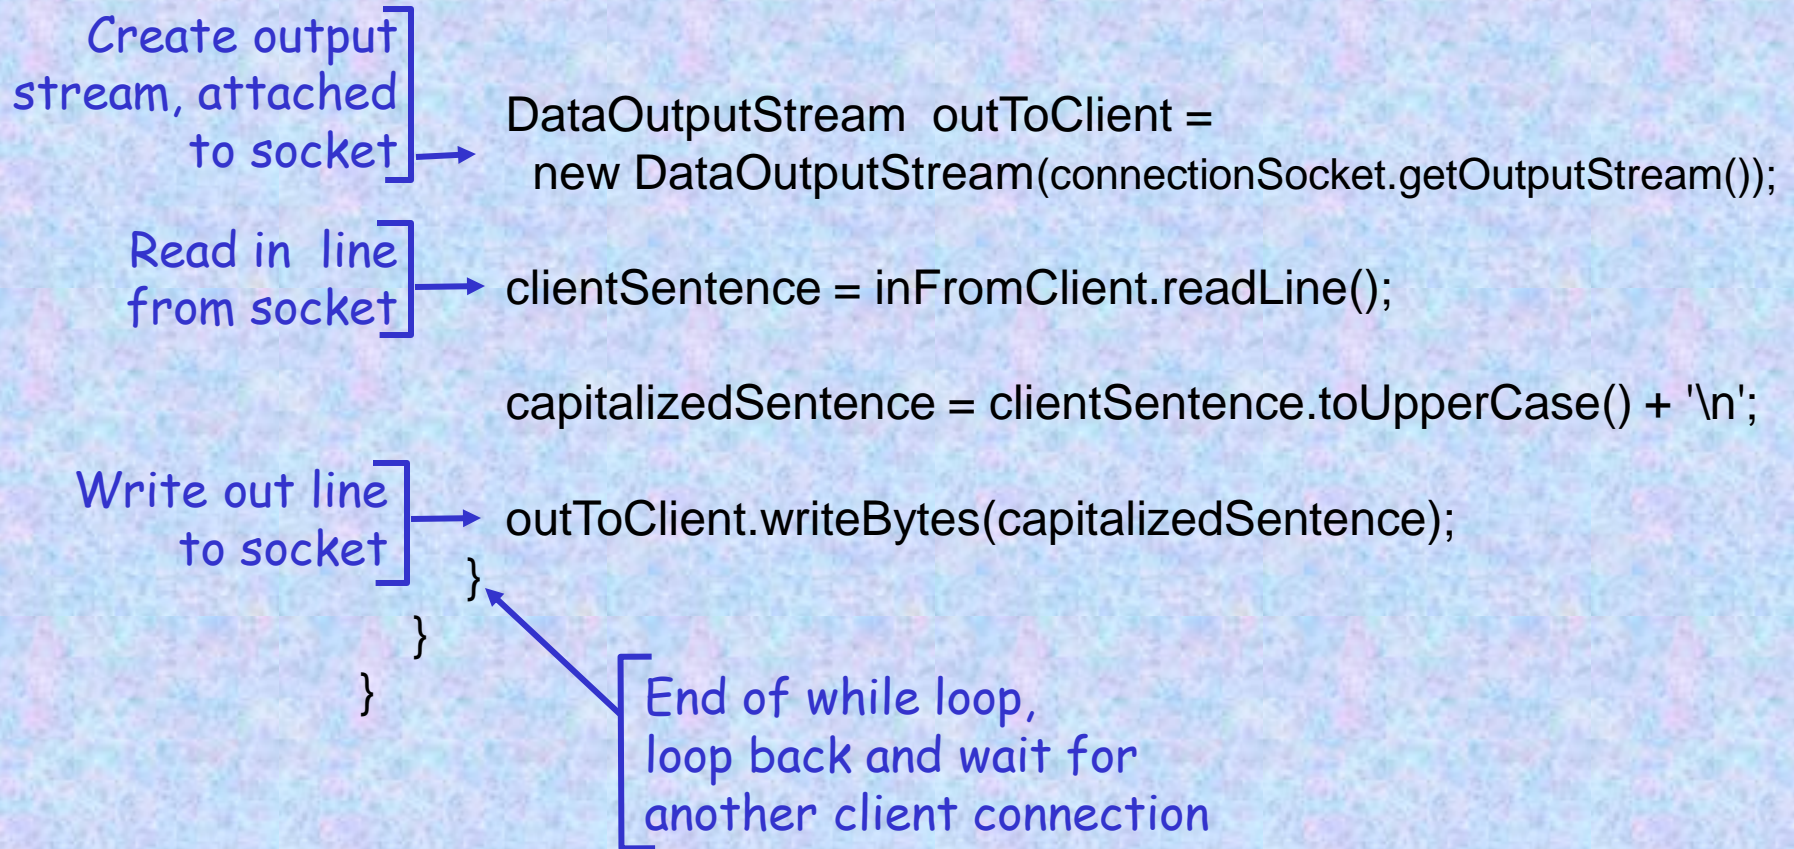 Create output
stream, attached
to socket
DataOutputStream outToClient =
new DataOutputStream(connectionSocket.getOutputStream());
Read in line
from socket
clientSentence = inFromClient.readLine();
capitalizedSentence = clientSentence.toUpperCase() + '\n';
Write out line
to socket
outToClient.writeBytes(capitalizedSentence);
}
}
}
End of while loop,
loop back and wait for
another client connection